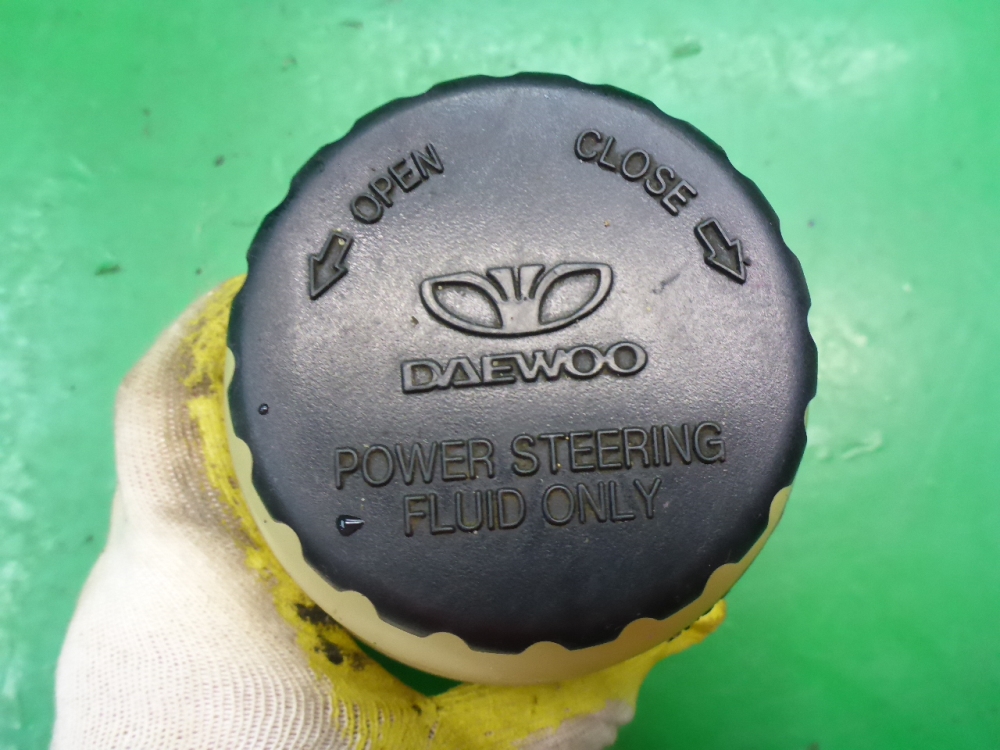 OPEN
CLOSE
DAEWOO
POWER STEERING
FLUID ONLY